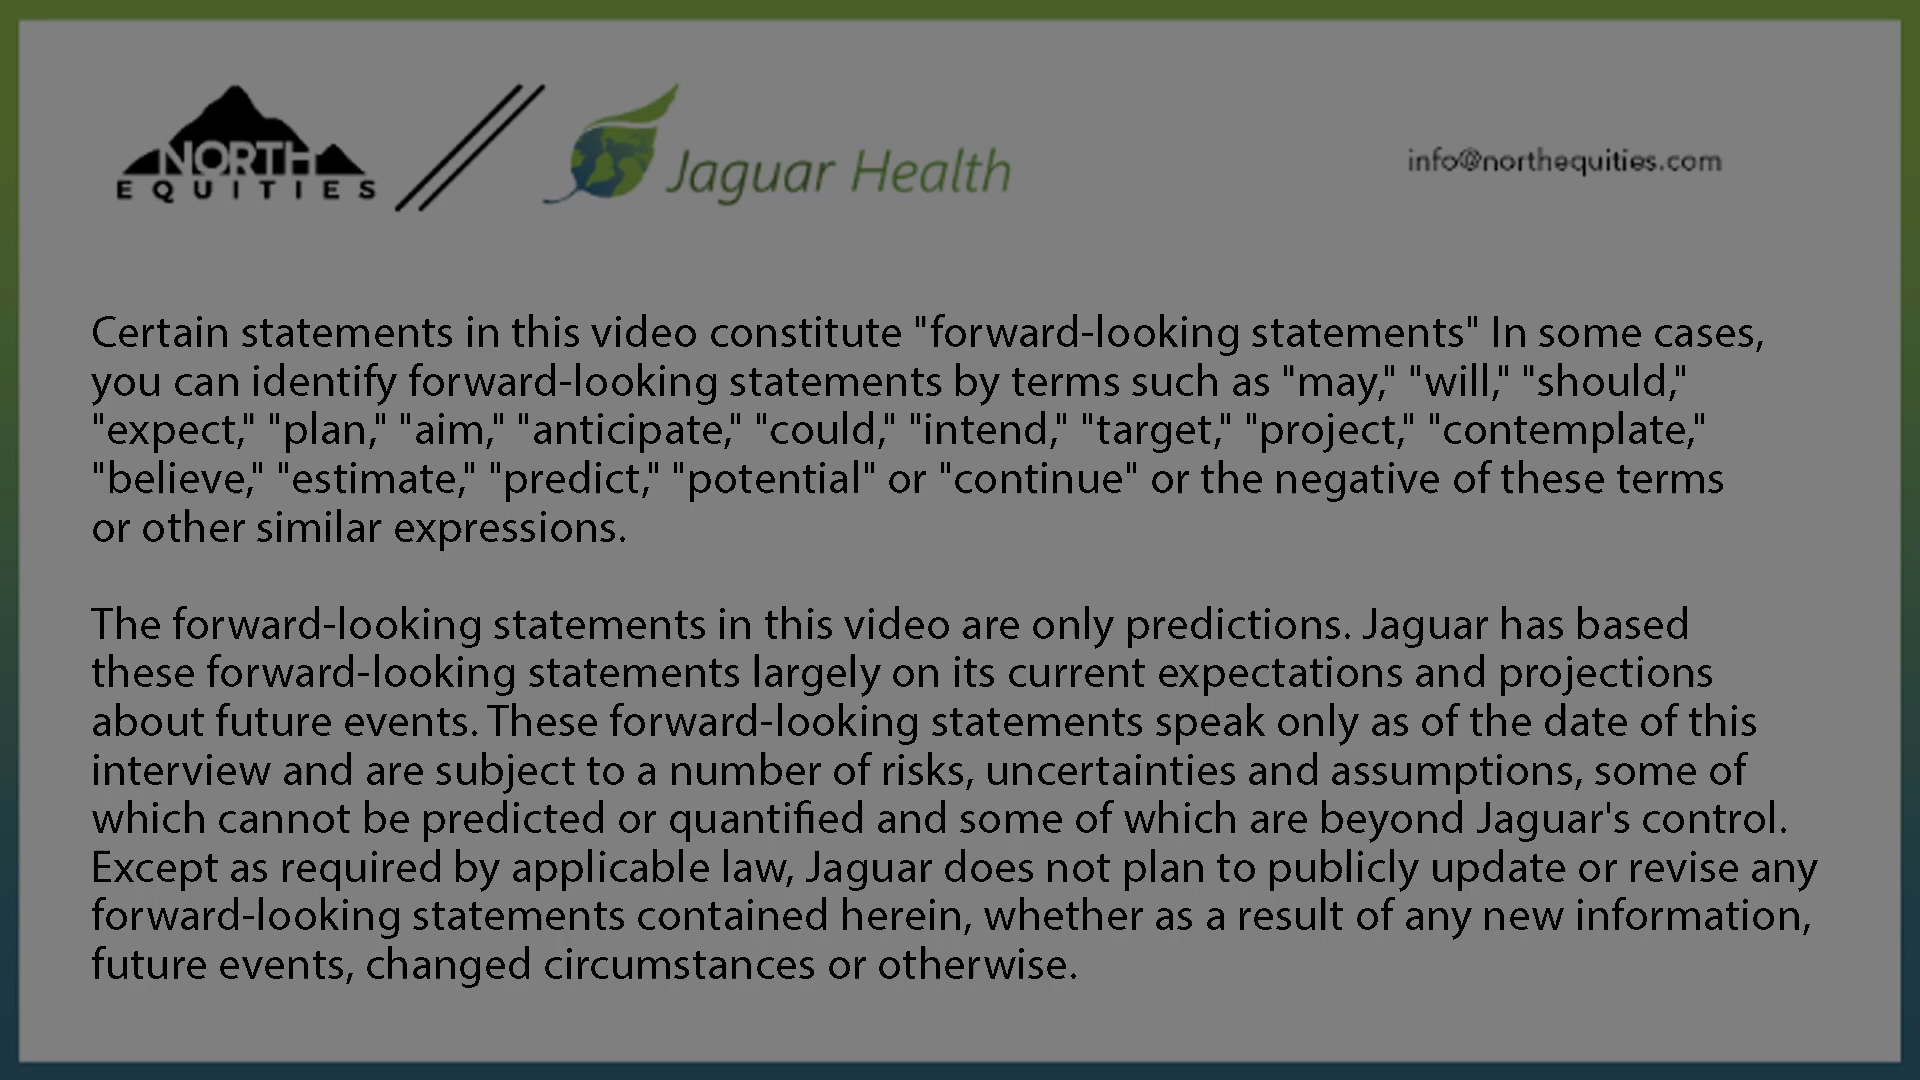 NORTH
EQUITIES
Jaguar Health
info@northequities.com
Certain statements in this video constitute "forward-looking statements" In some cases,
you can identify forward-looking statements by terms such as "may," "will," "should,"
"expect," "plan," "aim," "anticipate," "could," "intend," "target," "project," "contemplate,"
"believe," "estimate," "predict," "potential" or "continue" or the negative of these terms
or other similar expressions.
The forward-looking statements in this video are only predictions. Jaguar has based
these forward-looking statements largely on its current expectations and projections
about future events. These forward-looking statements speak only as of the date of this
interview and are subject to a number of risks, uncertainties and assumptions, some of
which cannot be predicted or quantified and some of which are beyond Jaguar's control.
Except as required by applicable law, Jaguar does not plan to publicly update or revise any
forward-looking statements contained herein, whether as a result of any new information,
future events, changed circumstances or otherwise.